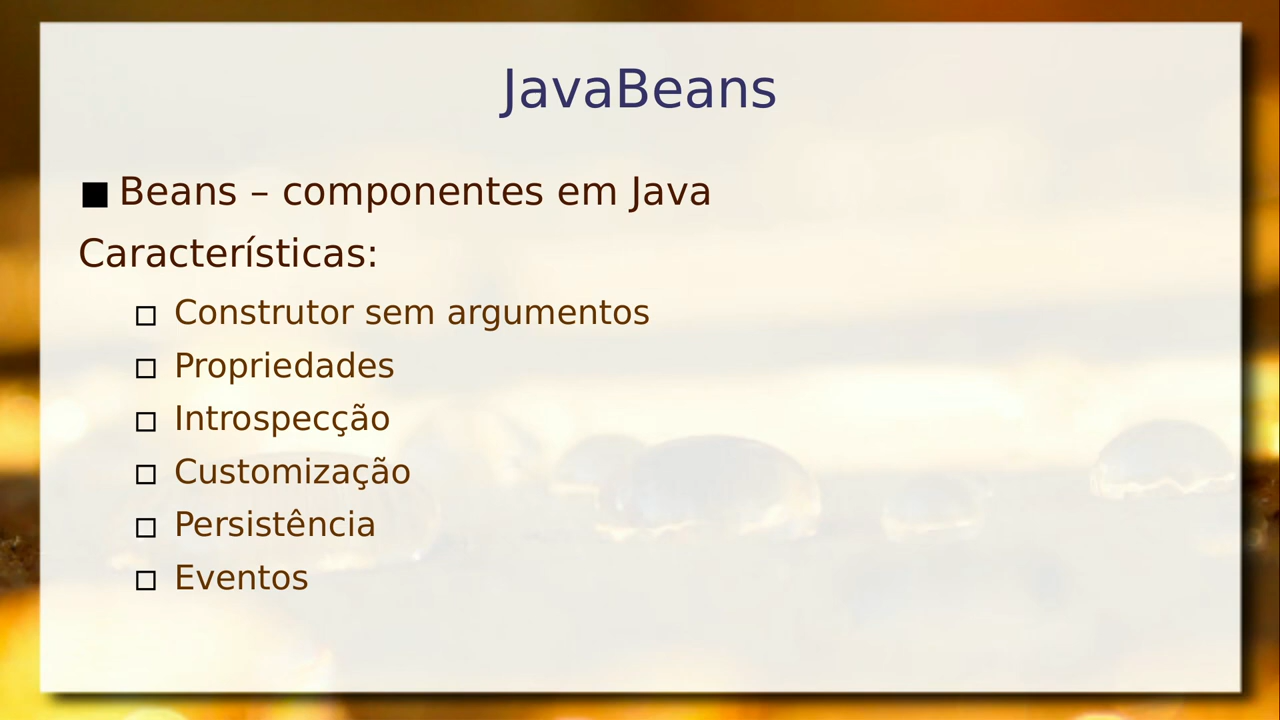 JavaBeans
■ Beans – componentes em Java
Características:
□ Construtor sem argumentos
□ Propriedades
□ Introspecção
□ Customização
□ Persistência
□ Eventos